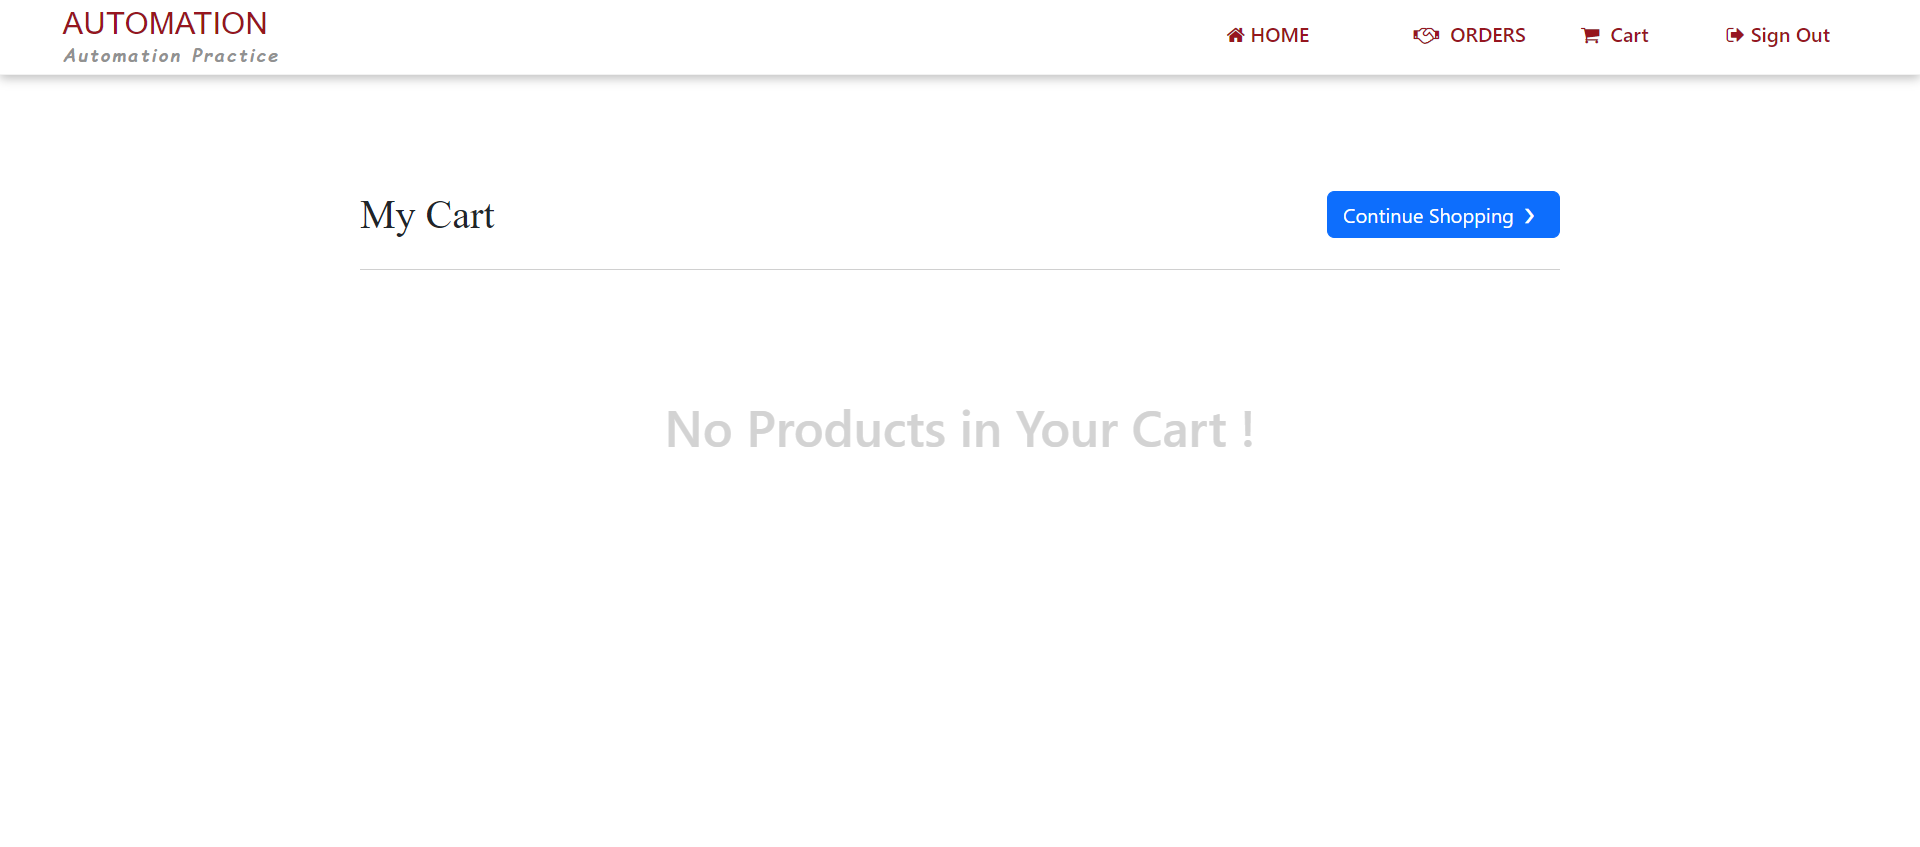 AUTOMATION
Automation Practice
HOME
ORDERS
Cart
Sign Out
My Cart
Continue Shopping ❯
No Products in Your Cart !